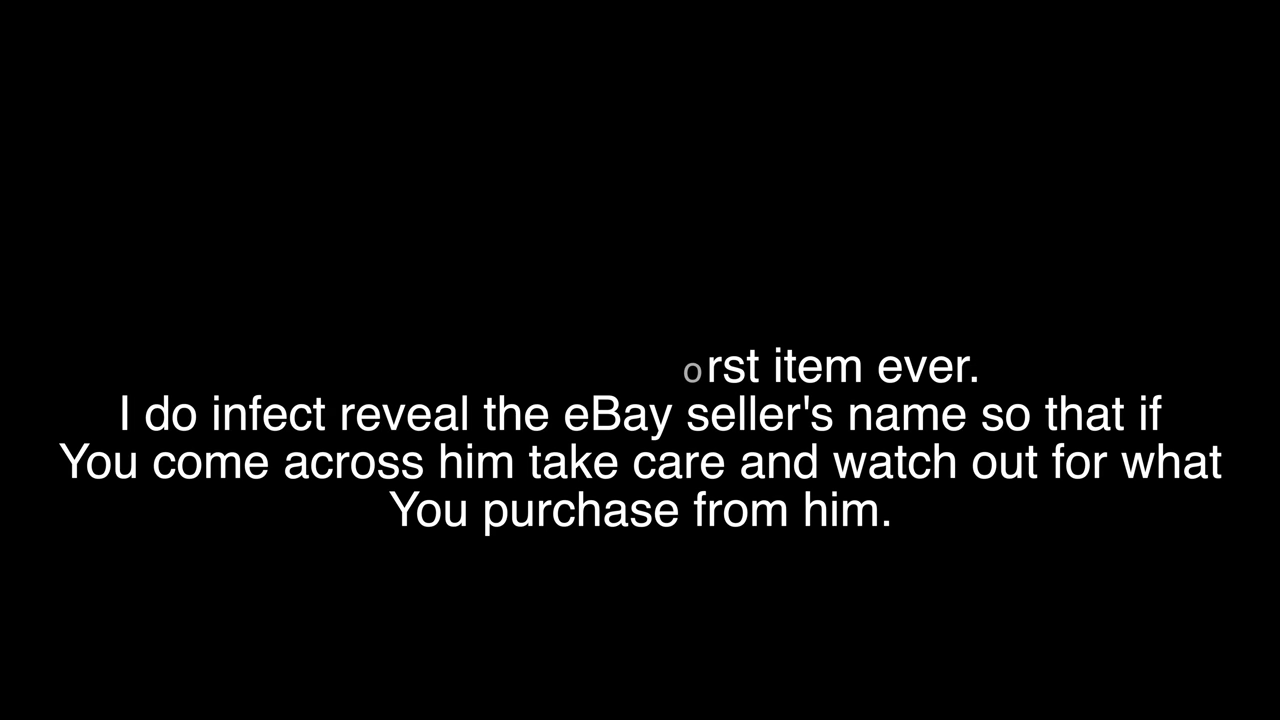 orst item ever.
I do infect reveal the eBay seller's name so that if
You come across him take care and watch out for what
You purchase from him.